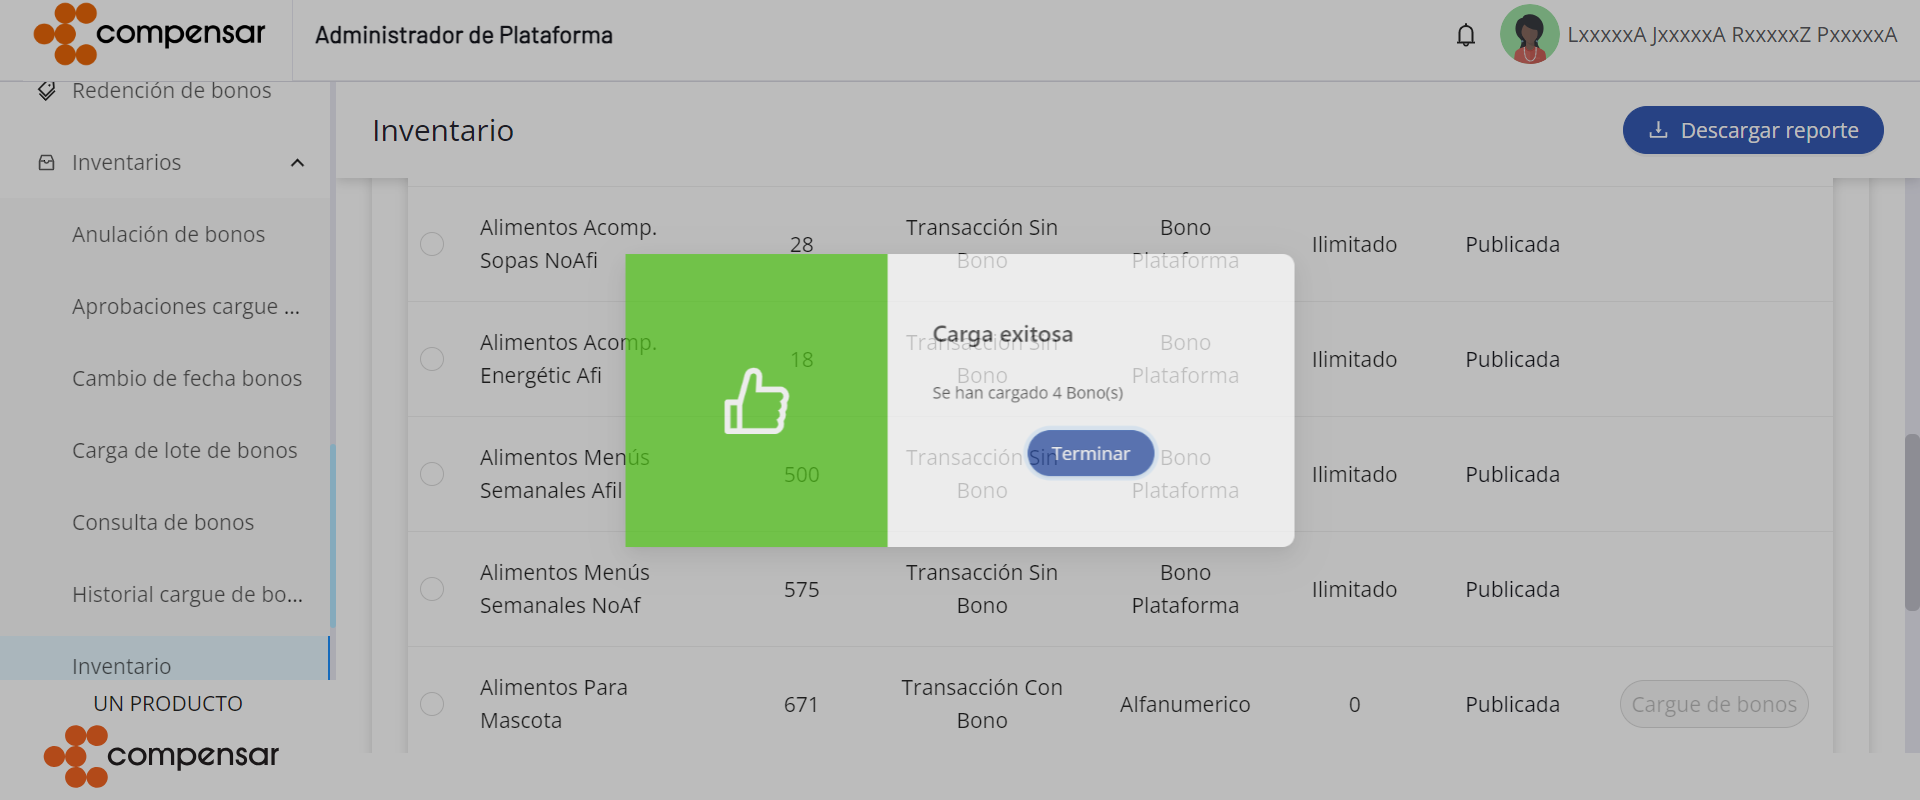 compensar
Administrador de Plataforma
LxxxxxA JxxxxxA RxxxxxZ PxxxxxA
Redención de bonos
Inventarios
Anulación de bonos
Aprobaciones cargue ...
Cambio de fecha bonos
Carga de lote de bonos
Consulta de bonos
Historial cargue de bo...
Inventario
UN PRODUCTO
compensar
Inventario
Descargar reporte
Alimentos Acomp.
Sopas NoAfi
28
Transacción Sin
Bono
Bono
Plataforma
Ilimitado
Publicada
Alimentos Acomp.
Energétic Afi
18
Transacción Sin
Bono
Bono
Plataforma
Ilimitado
Publicada
Alimentos Menús
Semanales Afil
500
Transacción Sin
Bono
Bono
Plataforma
Ilimitado
Publicada
Alimentos Menús
Semanales NoAf
575
Transacción Sin
Bono
Bono
Plataforma
Ilimitado
Publicada
Alimentos Para
Mascota
671
Transacción Con
Bono
Alfanumerico
0
Publicada
Cargue de bonos
Carga exitosa
Se han cargado 4 Bono(s)
Terminar